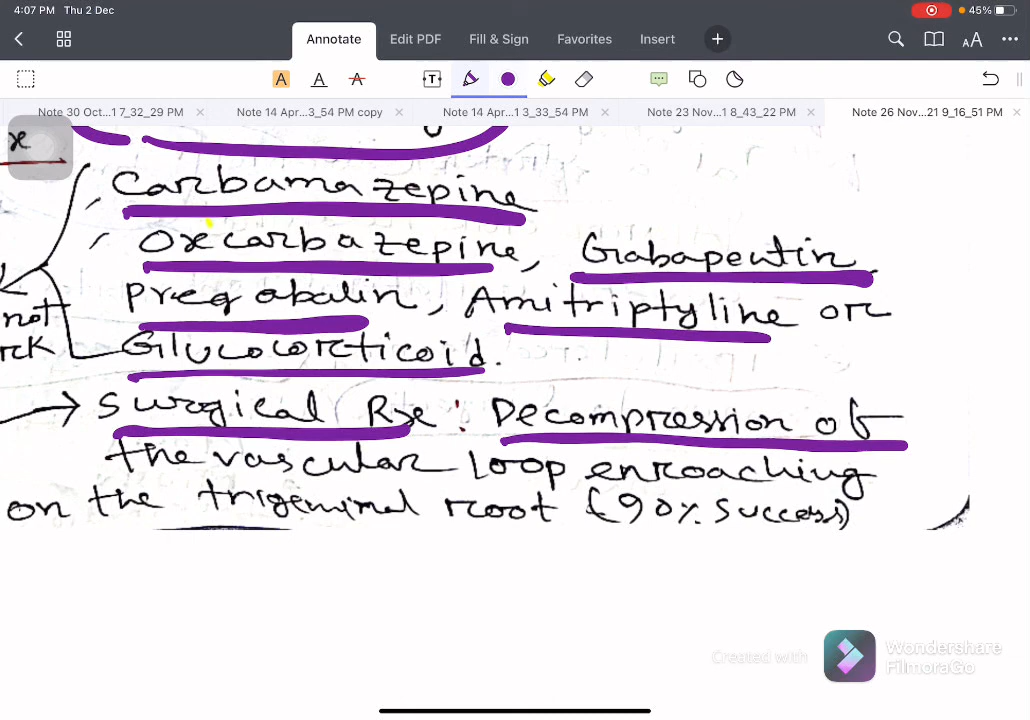 4:07 PM Thu 2 Dec
45%
Annotate Edit PDF Fill & Sign Favorites Insert
Note 30 Oct...1 7_32_29 PM
Note 14 Apr...3_54 PM copy
Note 14 Apr...1 3_33_54 PM
Note 23 Nov...1 8_43_22 PM
Note 26 Nov...21 9_16_51 PM
x
Carbamazepine
Oxcarbazepine, Gabapentin
Pregabalin, Amitriptyline or
not
Glucocorticoid.
Surgical Rx: Decompression of
the vascular loop enroaching
on the trigeminal root (90% success)
Created with
Wondershare
FilmoraGo